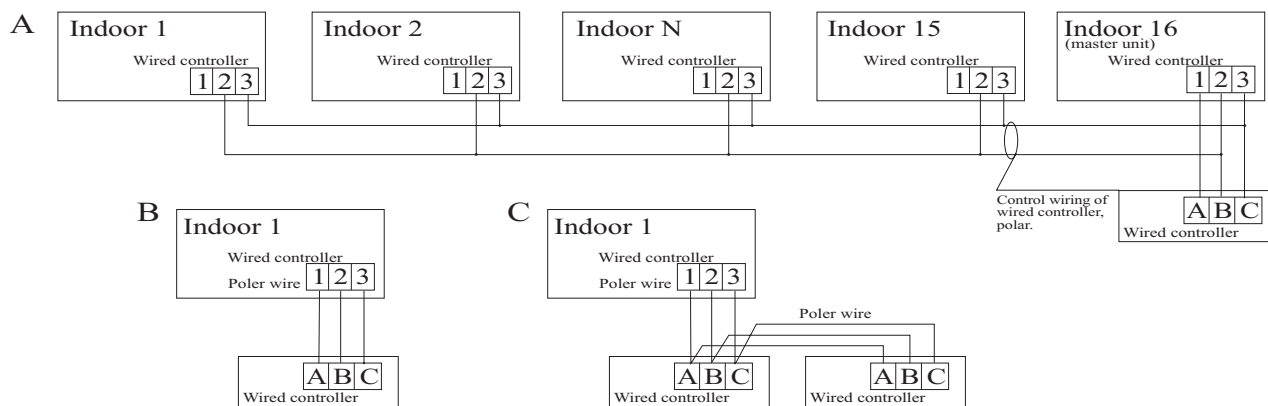 A
Indoor 1
Wired controller
1 2 3
Indoor 2
Wired controller
1 2 3
Indoor N
Wired controller
1 2 3
Indoor 15
Wired controller
1 2 3
Indoor 16
(master unit)
Wired controller
1 2 3
Control wiring of
wired controller,
polar.
A B C
Wired controller
B
Indoor 1
Wired controller
Poler wire
1 2 3
A B C
Wired controller
C
Indoor 1
Wired controller
Poler wire
1 2 3
Poler wire
A B C
Wired controller
A B C
Wired controller